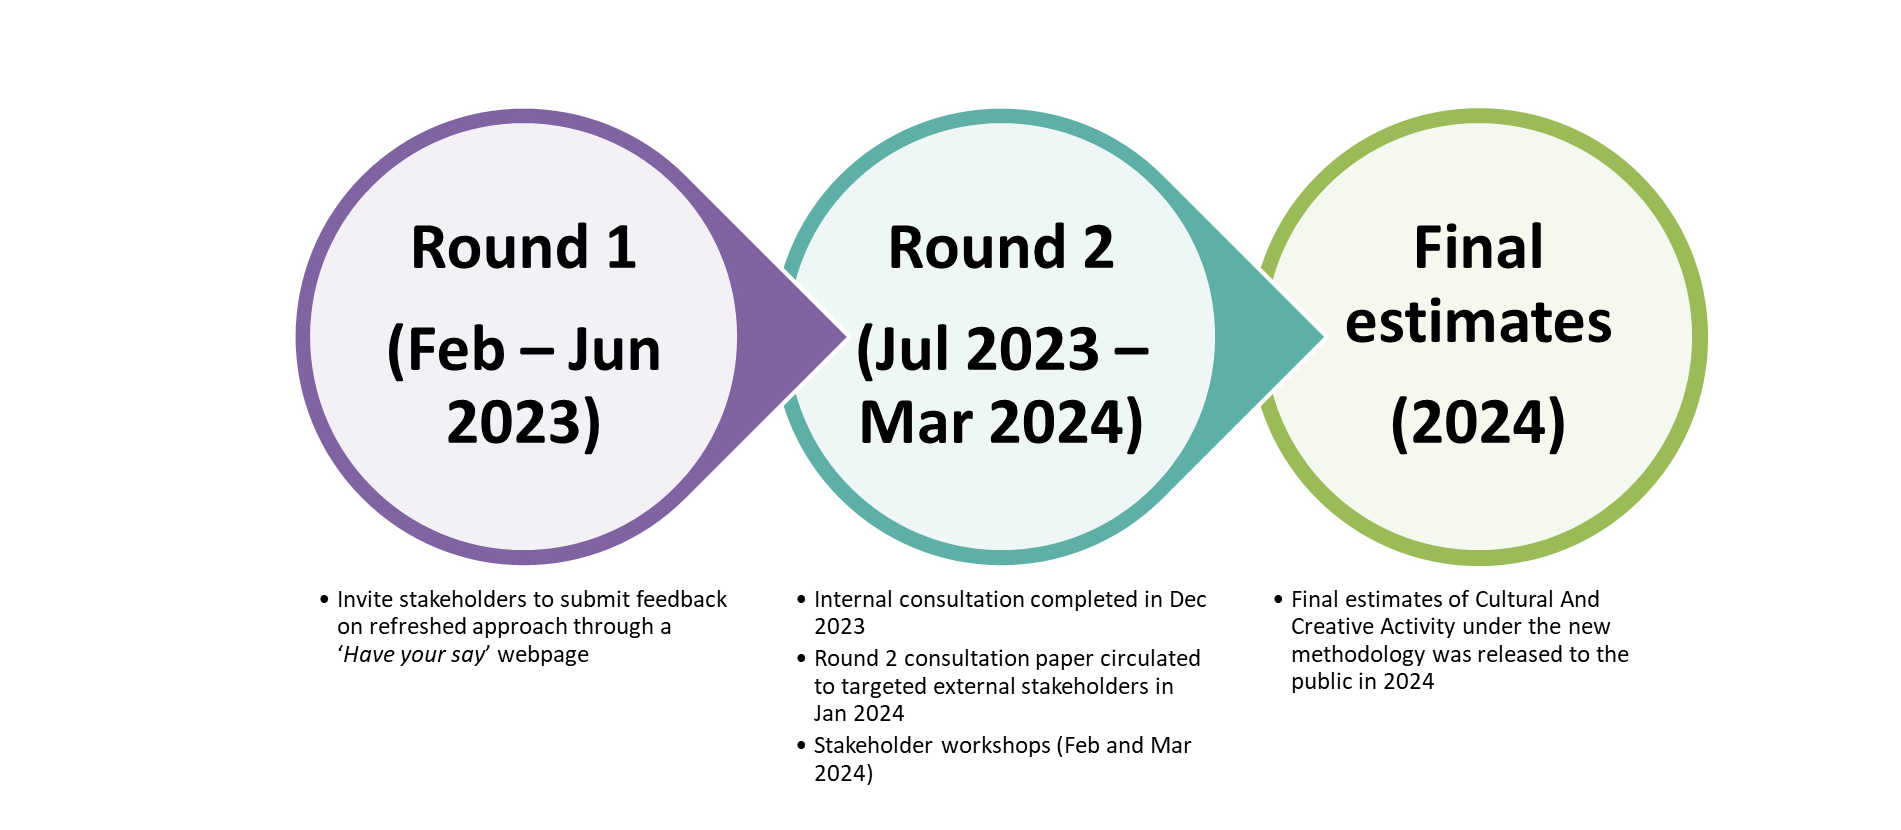 Round 1
(Feb – Jun
2023)
Round 2
(Jul 2023 –
Mar 2024)
Final
estimates
(2024)
• Invite stakeholders to submit feedback
on refreshed approach through a
‘Have your say’ webpage
• Internal consultation completed in Dec
2023
• Round 2 consultation paper circulated
to targeted external stakeholders in
Jan 2024
• Stakeholder workshops (Feb and Mar
2024)
• Final estimates of Cultural And
Creative Activity under the new
methodology was released to the
public in 2024